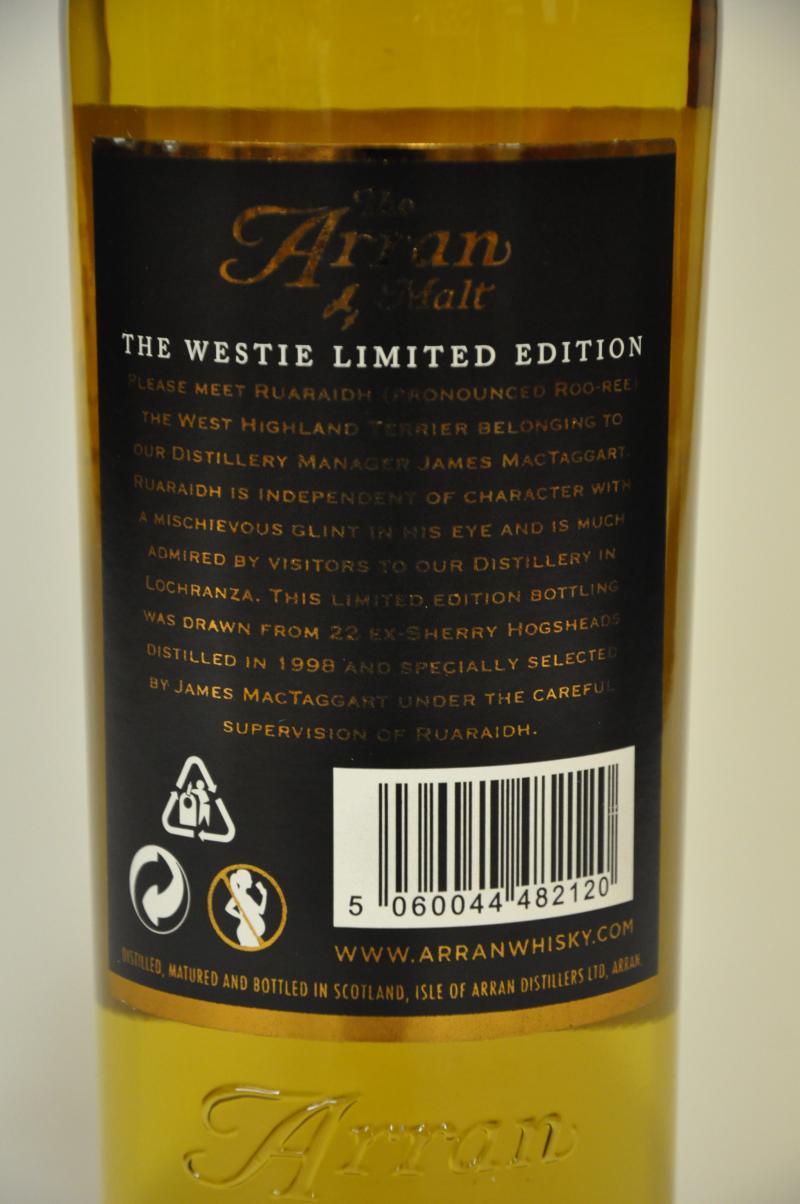 The
Arran
Malt
THE WESTIE LIMITED EDITION
PLEASE MEET RUARAIDH (PRONOUNCED ROO-REE)
THE WEST HIGHLAND TERRIER BELONGING TO
OUR DISTILLERY MANAGER JAMES MACTAGGART.
RUARAIDH IS INDEPENDENT OF CHARACTER WITH
A MISCHIEVOUS GLINT IN HIS EYE AND IS MUCH
ADMIRED BY VISITORS TO OUR DISTILLERY IN
LOCHRANZA. THIS LIMITED EDITION BOTTLING
WAS DRAWN FROM 22 EX-SHERRY HOGSHEADS
DISTILLED IN 1998 AND SPECIALLY SELECTED
BY JAMES MACTAGGART UNDER THE CAREFUL
SUPERVISION OF RUARAIDH.
5 060044 482120
WWW.ARRANWHISKY.COM
DISTILLED, MATURED AND BOTTLED IN SCOTLAND, ISLE OF ARRAN DISTILLERS LTD, ARRAN.
Arran